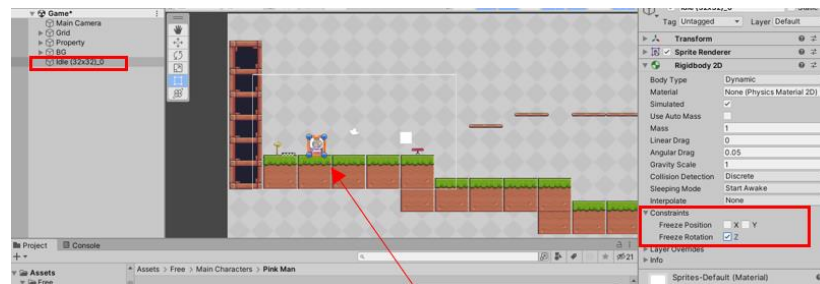 Game*
Main Camera
Grid
Property
BG
Idle (32x32)_0
Project
Console
21
Assets
Assets > Free > Main Characters > Pink Man
Tag Untagged Layer Default
Transform
Sprite Renderer
Rigidbody 2D
Body Type Dynamic
Material None (Physics Material 2D)
Simulated
Use Auto Mass
Mass 1
Linear Drag 0
Angular Drag 0.05
Gravity Scale 1
Collision Detection Discrete
Sleeping Mode Start Awake
Interpolate None
Constraints
Freeze Position X Y
Freeze Rotation Z
Layer Overrides
Info
Sprites-Default (Material)